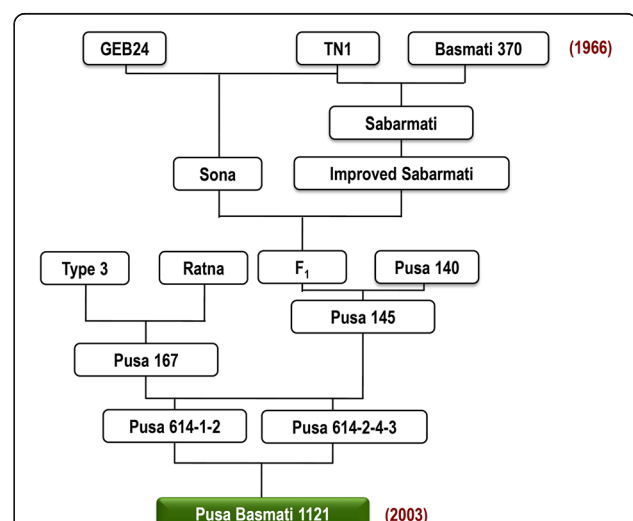 GEB24 TN1 Basmati 370 (1966)
Sabarmati
Sona Improved Sabarmati
Type 3 Ratna F1 Pusa 140
Pusa 145
Pusa 167
Pusa 614-1-2 Pusa 614-2-4-3
Pusa Basmati 1121 (2003)